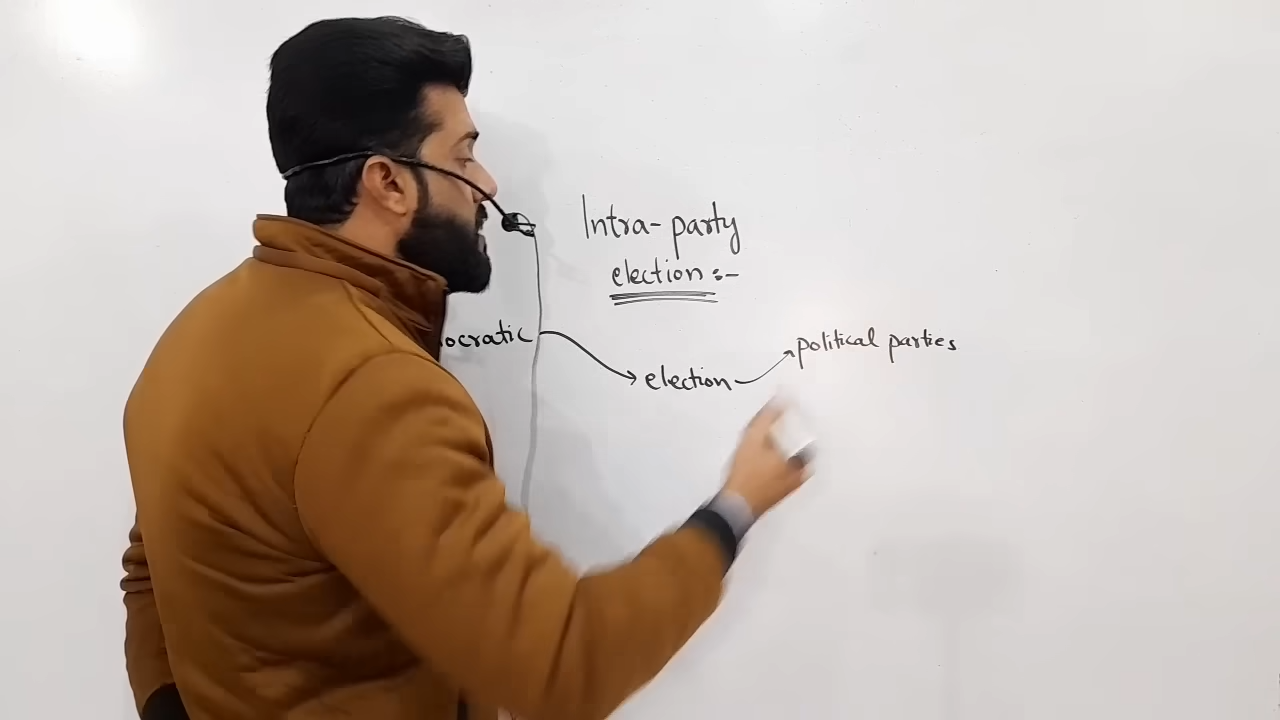 Intra-party
election :-
ocratic
election
political parties